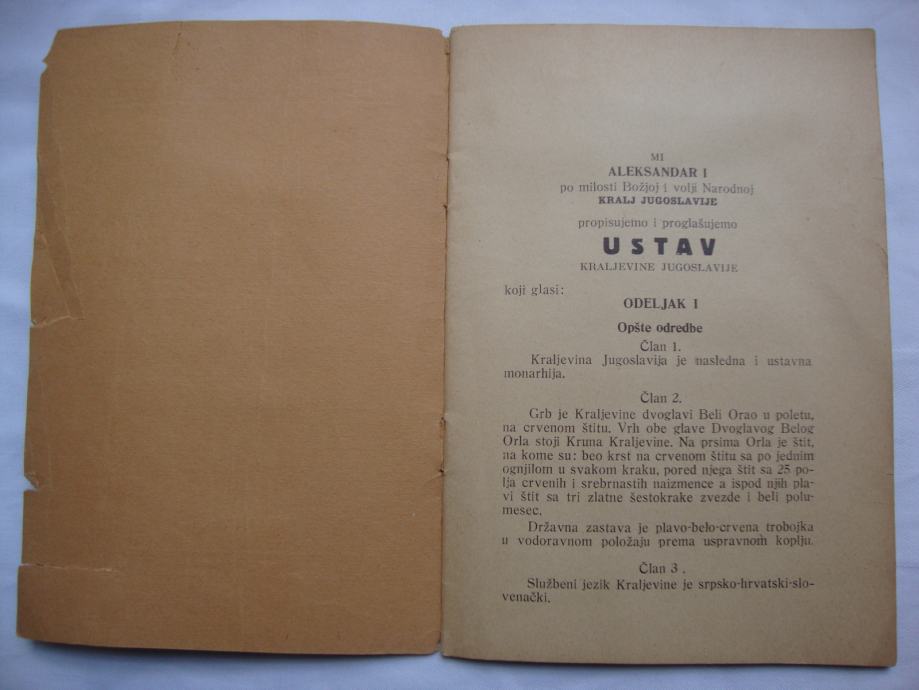 MI
ALEKSANDAR I
po milosti Božjoj i volji Narodnoj
KRALJ JUGOSLAVIJE
propisujemo i proglašujemo
USTAV
KRALJEVINE JUGOSLAVIJE
koji glasi:
ODELJAK I
Opšte odredbe
Član 1.
Kraljevina Jugoslavija je nasledna i ustavna
monarhija.
Član 2.
Grb je Kraljevine dvoglavi Beli Orao u poletu,
na crvenom štitu. Vrh obe glave Dvoglavog Belog
Orla stoji Kruna Kraljevine. Na prsima Orla je štit,
na kome su: beo krst na crvenom štitu sa po jednim
ognjilom u svakom kraku, pored njega štit sa 25 po-
lja crvenih i srebrnastih naizmence a ispod njih pla-
vi štit sa tri zlatne šestokrake zvezde i beli polu-
mesec.
Državna zastava je plavo-belo-crvena trobojka
u vodoravnom položaju prema uspravnom koplju.
Član 3.
Službeni jezik Kraljevine je srpsko-hrvatski-slo-
venački.